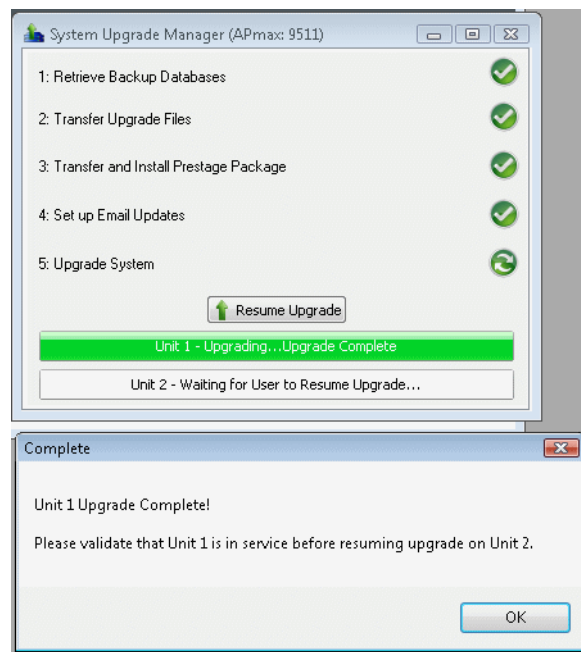 System Upgrade Manager (APmax: 9511)
1: Retrieve Backup Databases
2: Transfer Upgrade Files
3: Transfer and Install Prestage Package
4: Set up Email Updates
5: Upgrade System
Resume Upgrade
Unit 1 - Upgrading...Upgrade Complete
Unit 2 - Waiting for User to Resume Upgrade...
Complete
Unit 1 Upgrade Complete!
Please validate that Unit 1 is in service before resuming upgrade on Unit 2.
OK